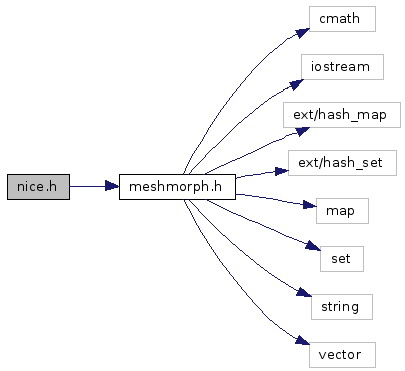 cmath
iostream
ext/hash_map
ext/hash_set
nice.h
meshmorph.h
map
set
string
vector